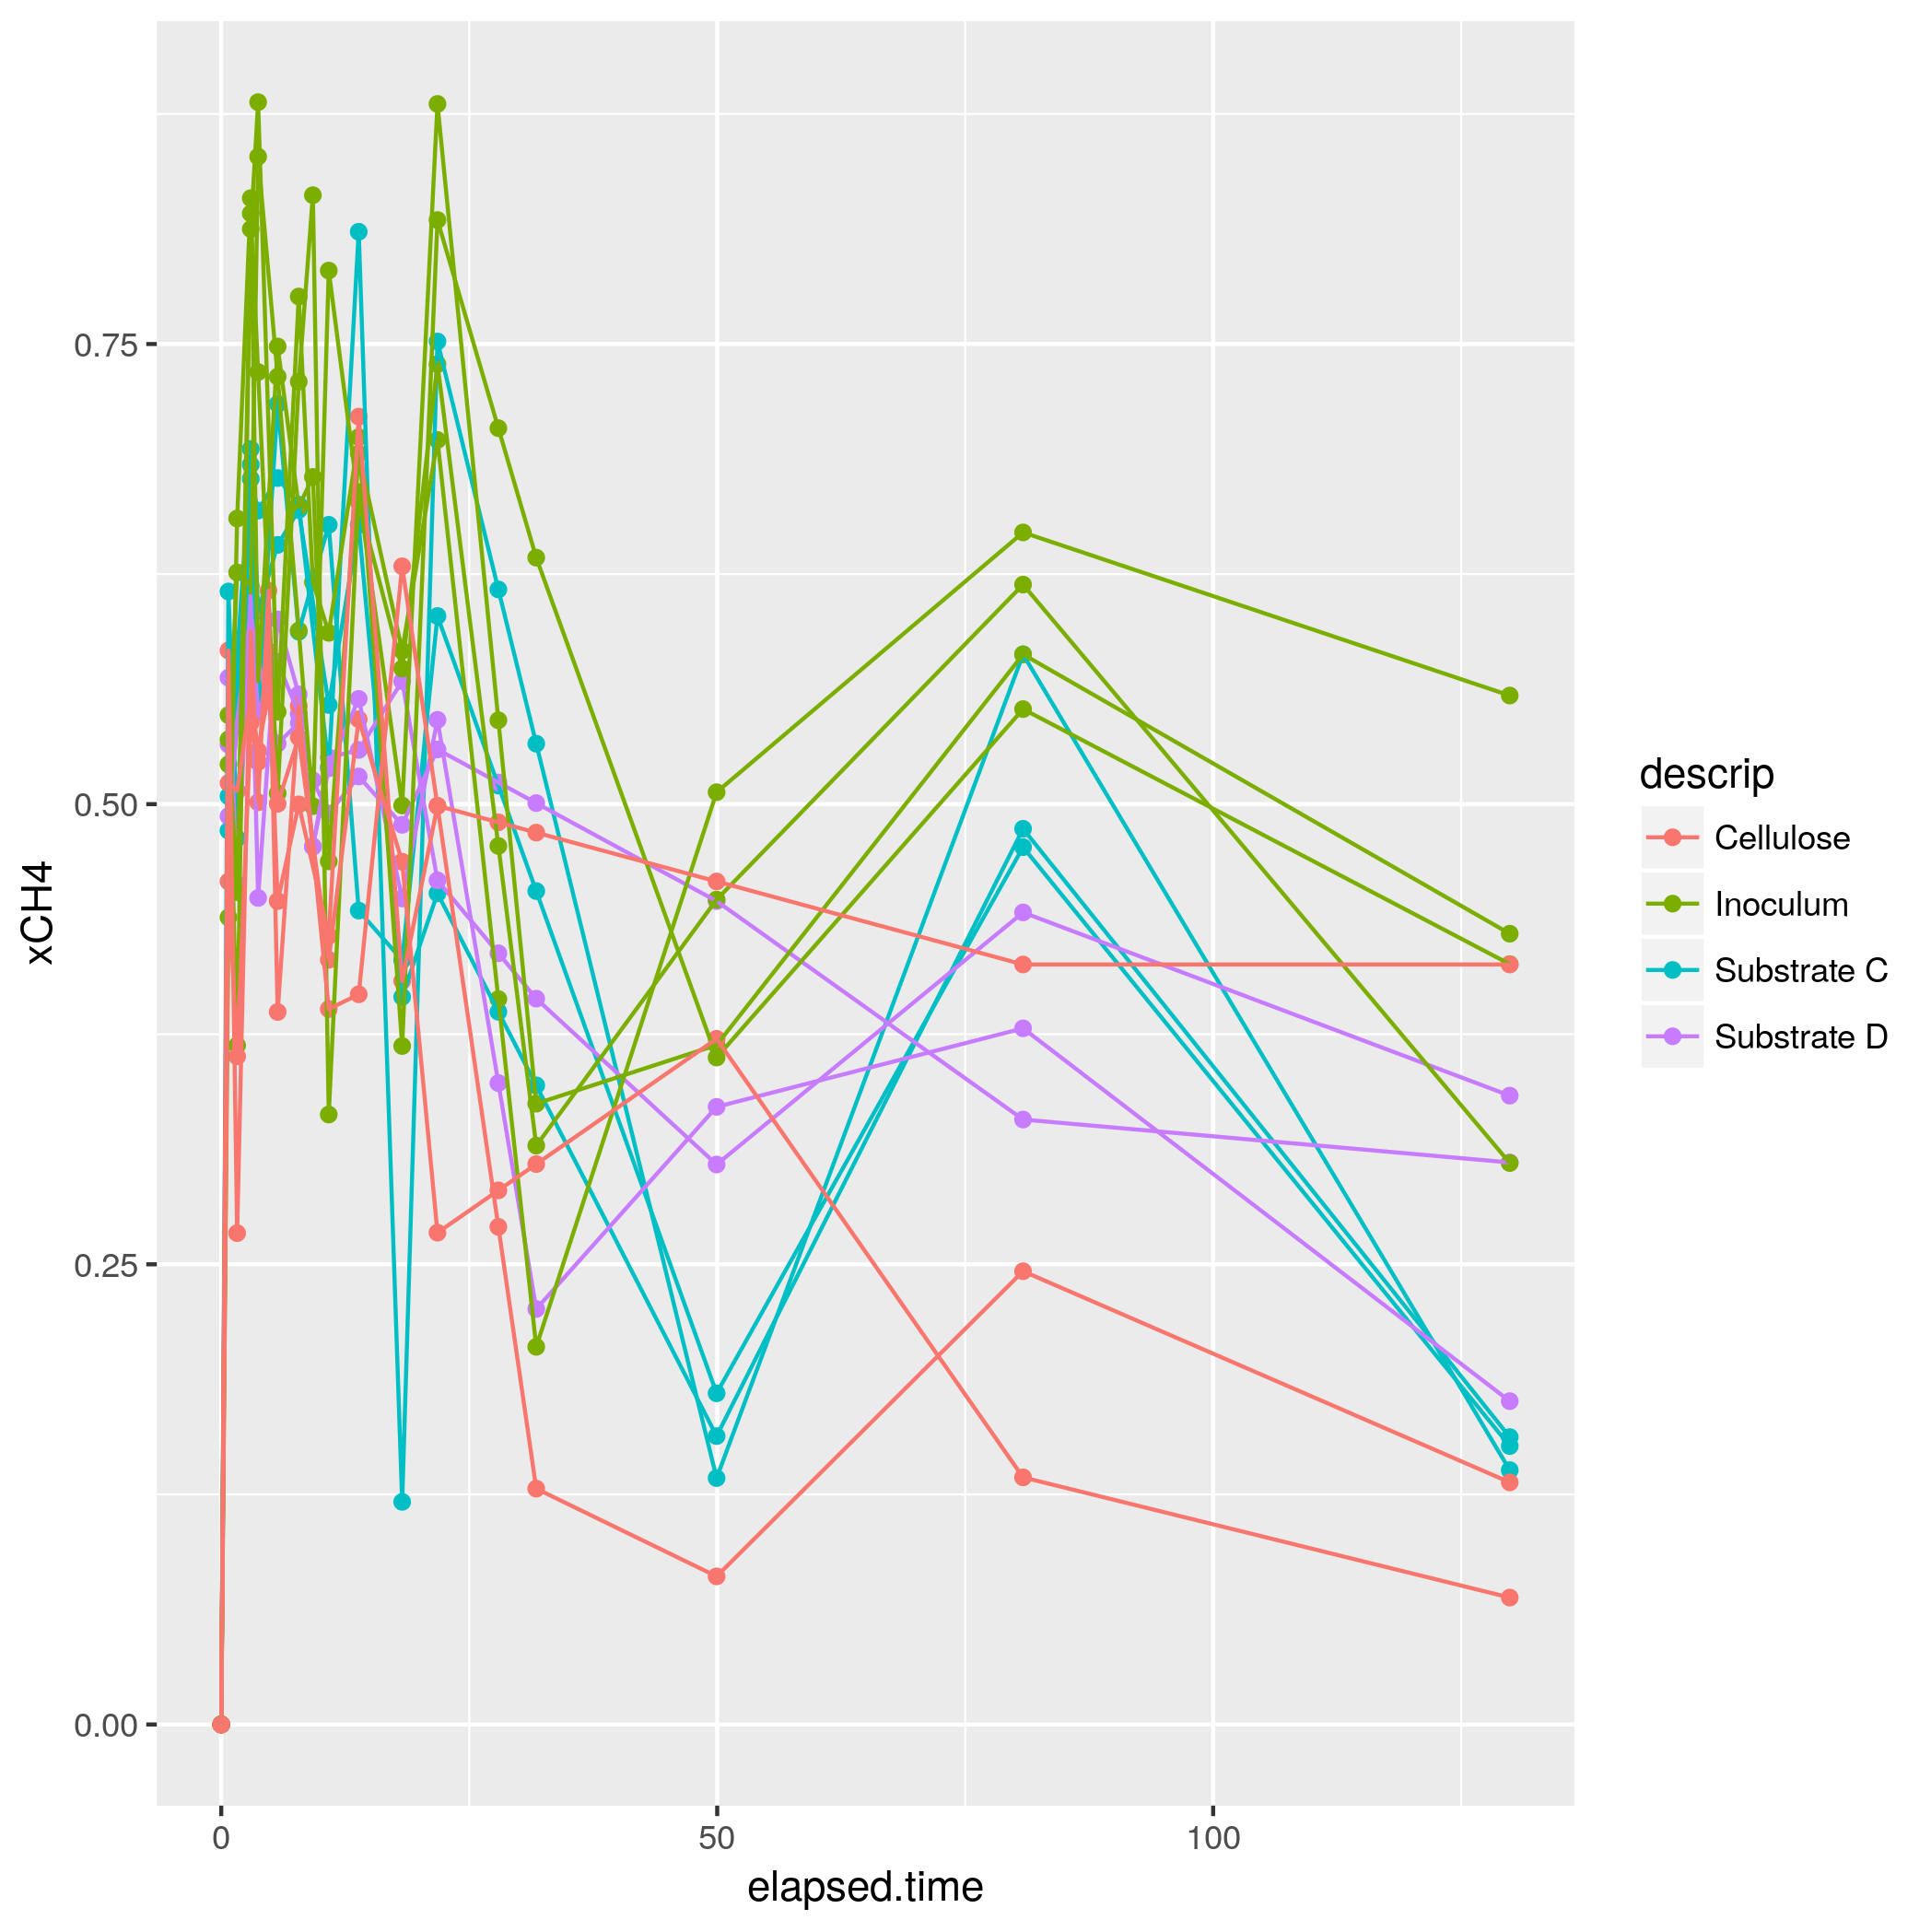 xCH4
0.75
0.50
0.25
0.00
0
50
100
elapsed.time
descrip
Cellulose
Inoculum
Substrate C
Substrate D